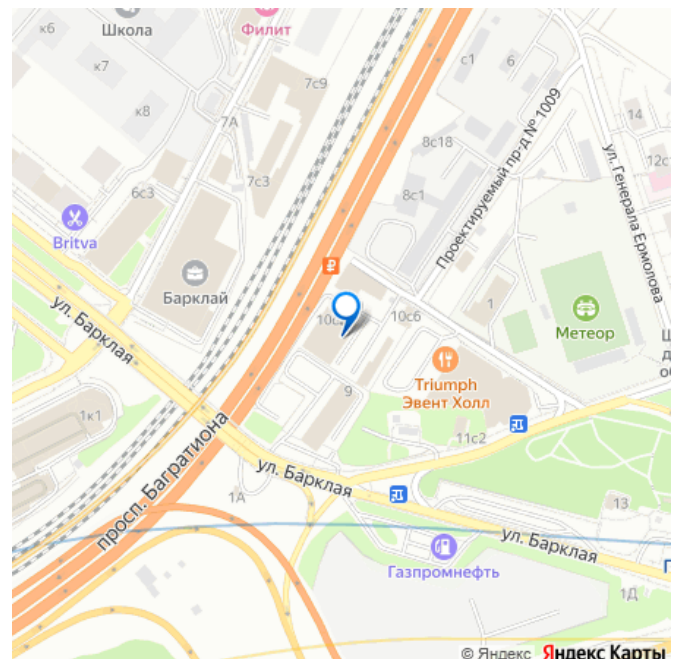 к6
Школа
Филит
к7
7с9
с1
6
Проектируемый пр-д № 1009
ул. Генерала Ермолова
14
к8
7А
8с18
12с
6с3
7с3
8с1
Britva
Барклай
ул. Барклая
10с
10с6
1
Метеор
Triumph
Эвент Холл
9
1к1
11с2
просп. Багратиона
ул. Барклая
1А
13
ул. Барклая
Газпромнефть
1Д
© Яндекс Яндекс Карты